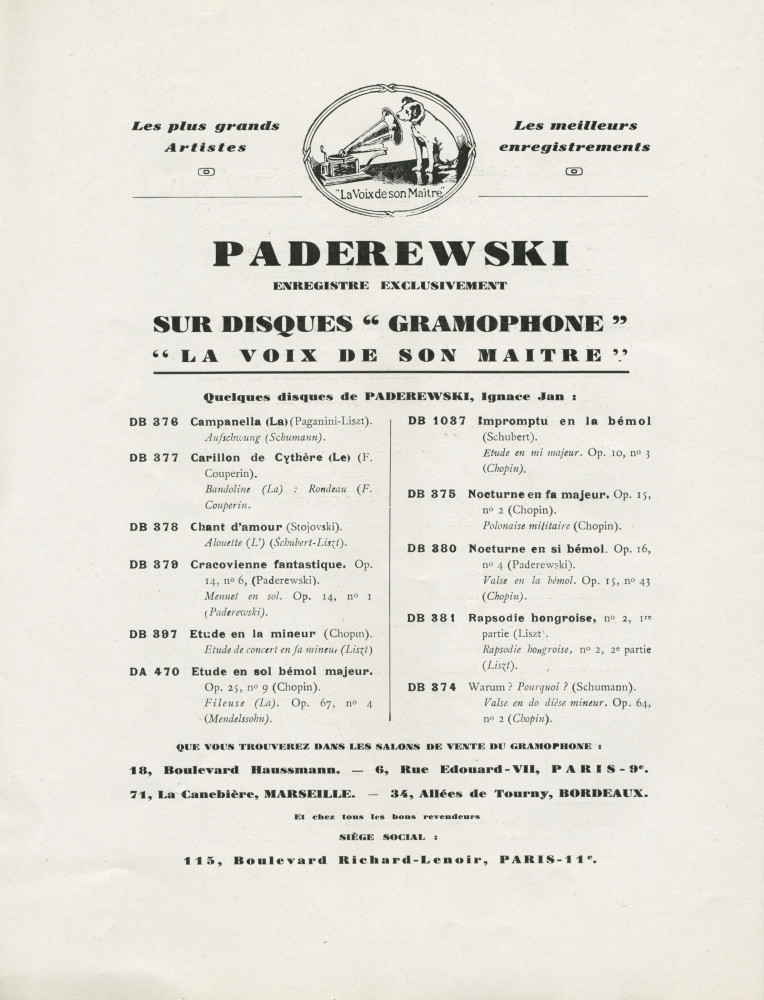 Les plus grands
Artistes
"La Voix de son Maître"
Les meilleurs
enregistrements
PADEREWSKI
ENREGISTRE EXCLUSIVEMENT
SUR DISQUES “ GRAMOPHONE ”
“ LA VOIX DE SON MAITRE ”
Quelques disques de PADEREWSKI, Ignace Jan :
DB 376 Campanella (La) (Paganini-Liszt).
Aufschwung (Schumann).
DB 377 Carillon de Cythère (Le) (F.
Couperin).
Bandoline (La) : Rondeau (F.
Couperin.
DB 378 Chant d'amour (Stojovski).
Alouette (L') (Schubert-Liszt).
DB 379 Cracovienne fantastique. Op.
14, nº 6, (Paderewski).
Menuet en sol. Op. 14, nº 1
(Paderewski).
DB 397 Etude en la mineur (Chopin).
Etude de concert en fa mineur (Liszt)
DA 470 Etude en sol bémol majeur.
Op. 25, nº 9 (Chopin).
Fileuse (La). Op. 67, nº 4
(Mendelssohn).
DB 1037 Impromptu en la bémol
(Schubert).
Etude en mi majeur. Op. 10, nº 3
(Chopin).
DB 375 Nocturne en fa majeur. Op. 15,
nº 2 (Chopin).
Polonaise militaire (Chopin).
DB 380 Nocturne en si bémol. Op. 16,
nº 4 (Paderewski).
Valse en la bémol. Op. 15, nº 43
(Chopin).
DB 381 Rapsodie hongroise, nº 2, 1re
partie (Liszt).
Rapsodie hongroise, nº 2, 2e partie
(Liszt).
DB 374 Warum ? Pourquoi ? (Schumann).
Valse en do dièse mineur. Op. 64,
nº 2 (Chopin).
QUE VOUS TROUVEREZ DANS LES SALONS DE VENTE DU GRAMOPHONE :
18, Boulevard Haussmann. — 6, Rue Edouard-VII, PARIS-9e.
71, La Canebière, MARSEILLE. — 34, Allées de Tourny, BORDEAUX.
Et chez tous les bons revendeurs
SIÈGE SOCIAL :
115, Boulevard Richard-Lenoir, PARIS-11e.